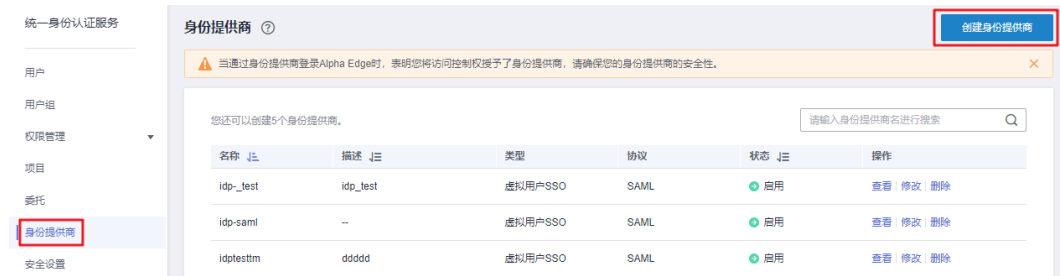 统一身份认证服务
用户
用户组
权限管理
项目
委托
身份提供商
安全设置
身份提供商
创建身份提供商
当通过身份提供商登录Alpha Edge时，表明您将访问控制权授予了身份提供商，请确保您的身份提供商的安全性。
您还可以创建5个身份提供商。
请输入身份提供商名进行搜索
名称 描述 类型 协议 状态 操作
idp-_test idp_test 虚拟用户SSO SAML 启用 查看 修改 删除
idp-saml -- 虚拟用户SSO SAML 启用 查看 修改 删除
idptesttm ddddd 虚拟用户SSO SAML 启用 查看 修改 删除